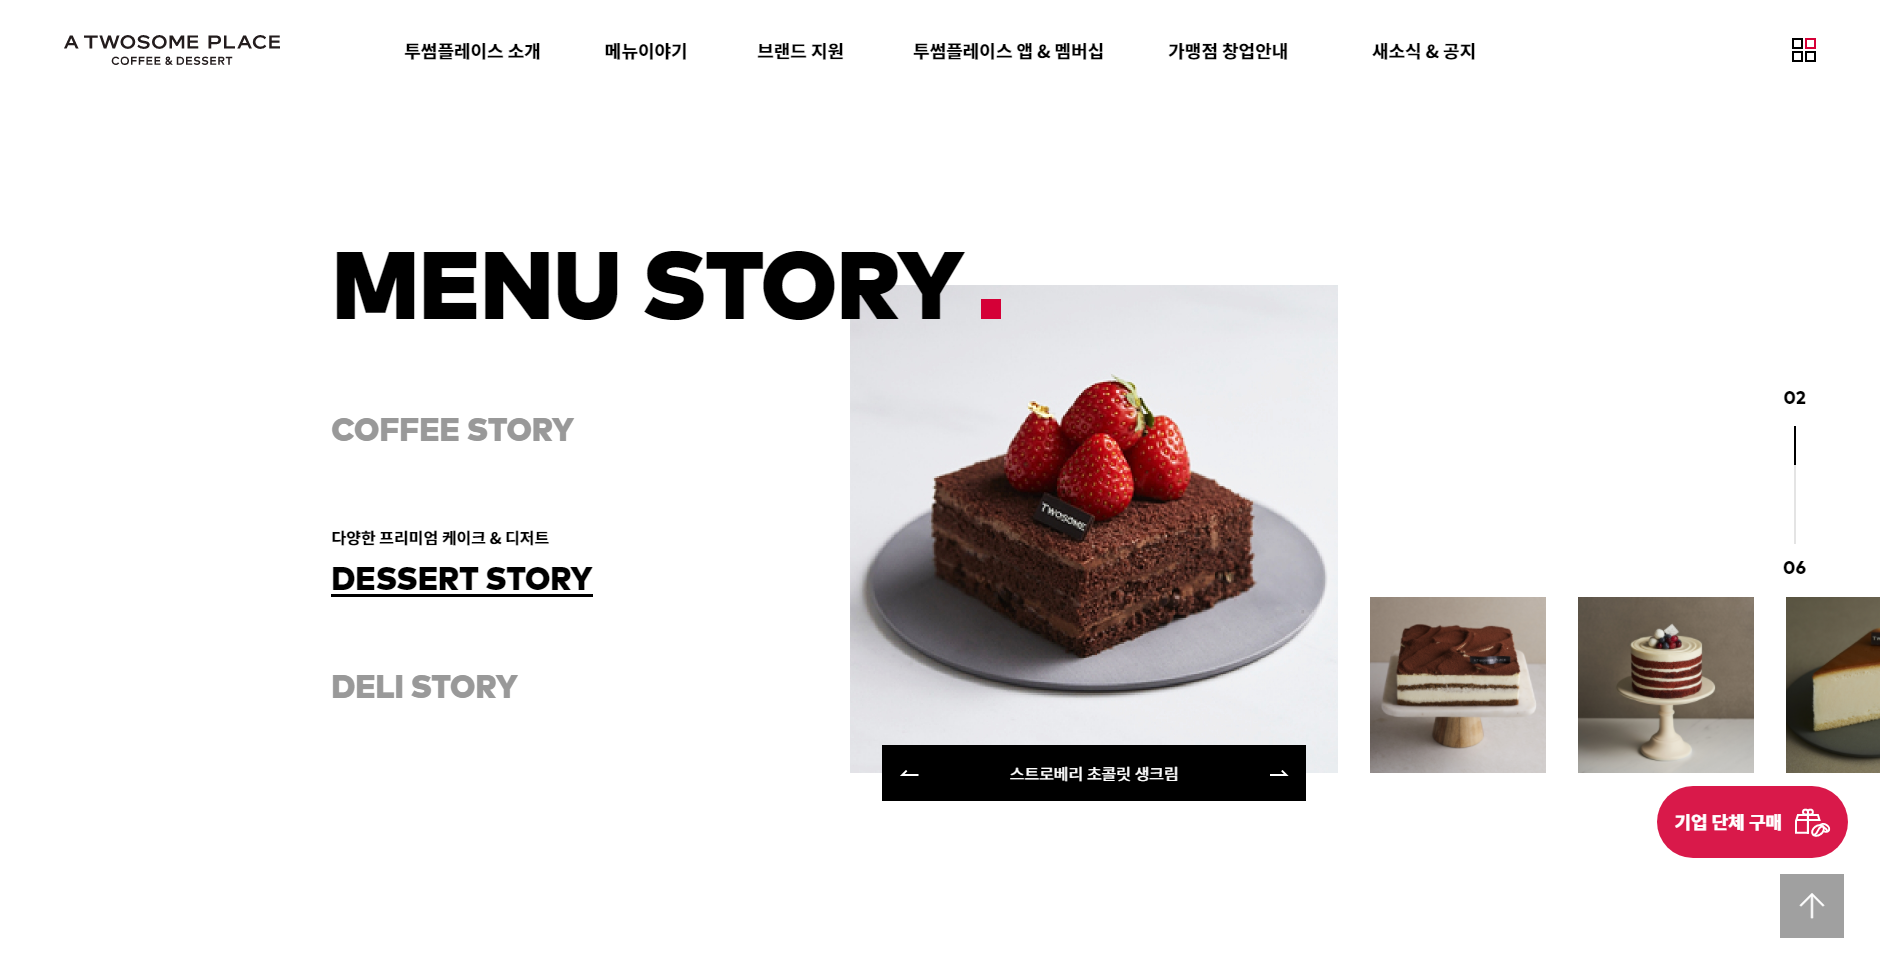 A TWOSOME PLACE
COFFEE & DESSERT
투썸플레이스 소개
메뉴이야기
브랜드 지원
투썸플레이스 앱 & 멤버십
가맹점 창업안내
새소식 & 공지
MENU STORY.
COFFEE STORY
다양한 프리미엄 케이크 & 디저트
DESSERT STORY
DELI STORY
TWOSOME
스트로베리 초콜릿 생크림
02
06
기업 단체 구매